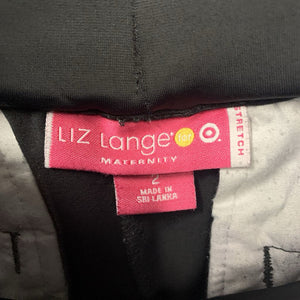 LIZ Lange for
MATERNITY
STRETCH
2
MADE IN
SRI LANKA